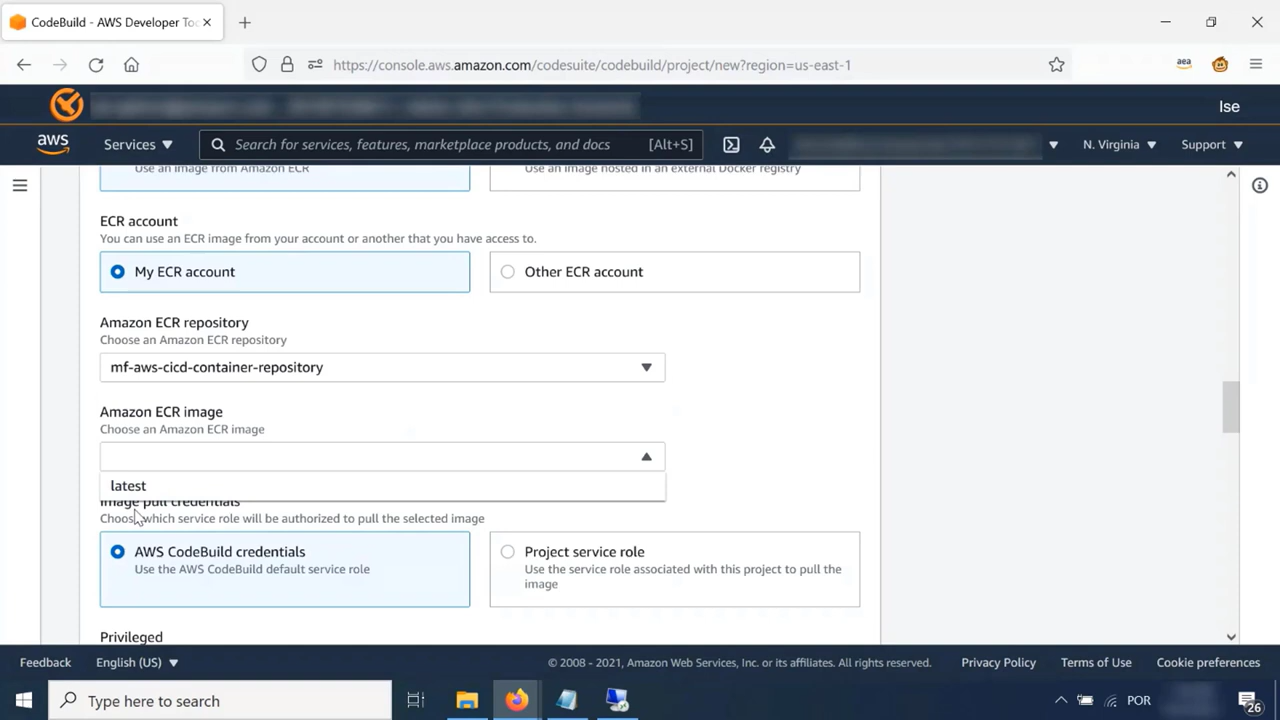 CodeBuild - AWS Developer Too
https://console.aws.amazon.com/codesuite/codebuild/project/new?region=us-east-1
aea
Ise
aws
Services
Search for services, features, marketplace products, and docs
[Alt+S]
N. Virginia
Support
Use an image from Amazon ECR
Use an image hosted in an external Docker registry
ECR account
You can use an ECR image from your account or another that you have access to.
My ECR account
Other ECR account
Amazon ECR repository
Choose an Amazon ECR repository
mf-aws-cicd-container-repository
Amazon ECR image
Choose an Amazon ECR image
latest
Image pull credentials
Choose which service role will be authorized to pull the selected image
AWS CodeBuild credentials
Use the AWS CodeBuild default service role
Project service role
Use the service role associated with this project to pull the
image
Privileged
Feedback
English (US)
© 2008 - 2021, Amazon Web Services, Inc. or its affiliates. All rights reserved.
Privacy Policy
Terms of Use
Cookie preferences
Type here to search
POR
26